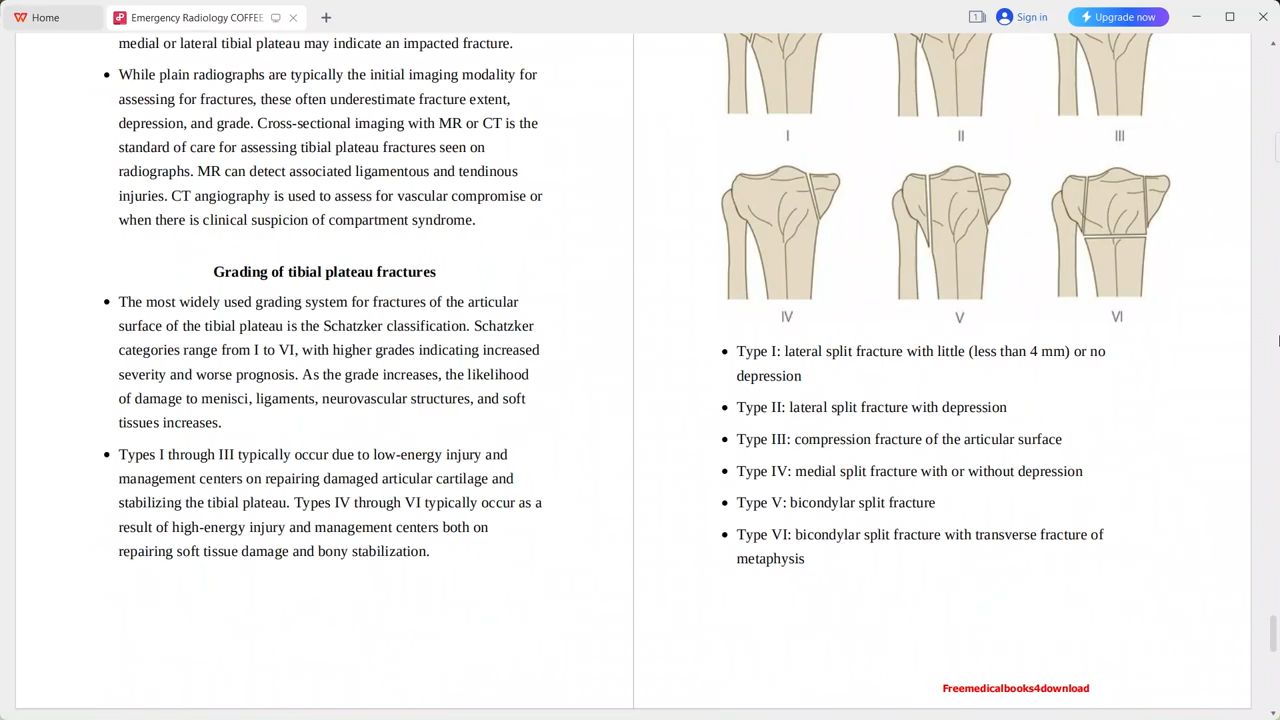 Home
Emergency Radiology COFFEE
1
Sign in
Upgrade now
medial or lateral tibial plateau may indicate an impacted fracture.
• While plain radiographs are typically the initial imaging modality for
assessing for fractures, these often underestimate fracture extent,
depression, and grade. Cross-sectional imaging with MR or CT is the
standard of care for assessing tibial plateau fractures seen on
radiographs. MR can detect associated ligamentous and tendinous
injuries. CT angiography is used to assess for vascular compromise or
when there is clinical suspicion of compartment syndrome.
Grading of tibial plateau fractures
• The most widely used grading system for fractures of the articular
surface of the tibial plateau is the Schatzker classification. Schatzker
categories range from I to VI, with higher grades indicating increased
severity and worse prognosis. As the grade increases, the likelihood
of damage to menisci, ligaments, neurovascular structures, and soft
tissues increases.
• Types I through III typically occur due to low-energy injury and
management centers on repairing damaged articular cartilage and
stabilizing the tibial plateau. Types IV through VI typically occur as a
result of high-energy injury and management centers both on
repairing soft tissue damage and bony stabilization.
I II III
IV V VI
• Type I: lateral split fracture with little (less than 4 mm) or no
depression
• Type II: lateral split fracture with depression
• Type III: compression fracture of the articular surface
• Type IV: medial split fracture with or without depression
• Type V: bicondylar split fracture
• Type VI: bicondylar split fracture with transverse fracture of
metaphysis
Freemedicalbooks4download